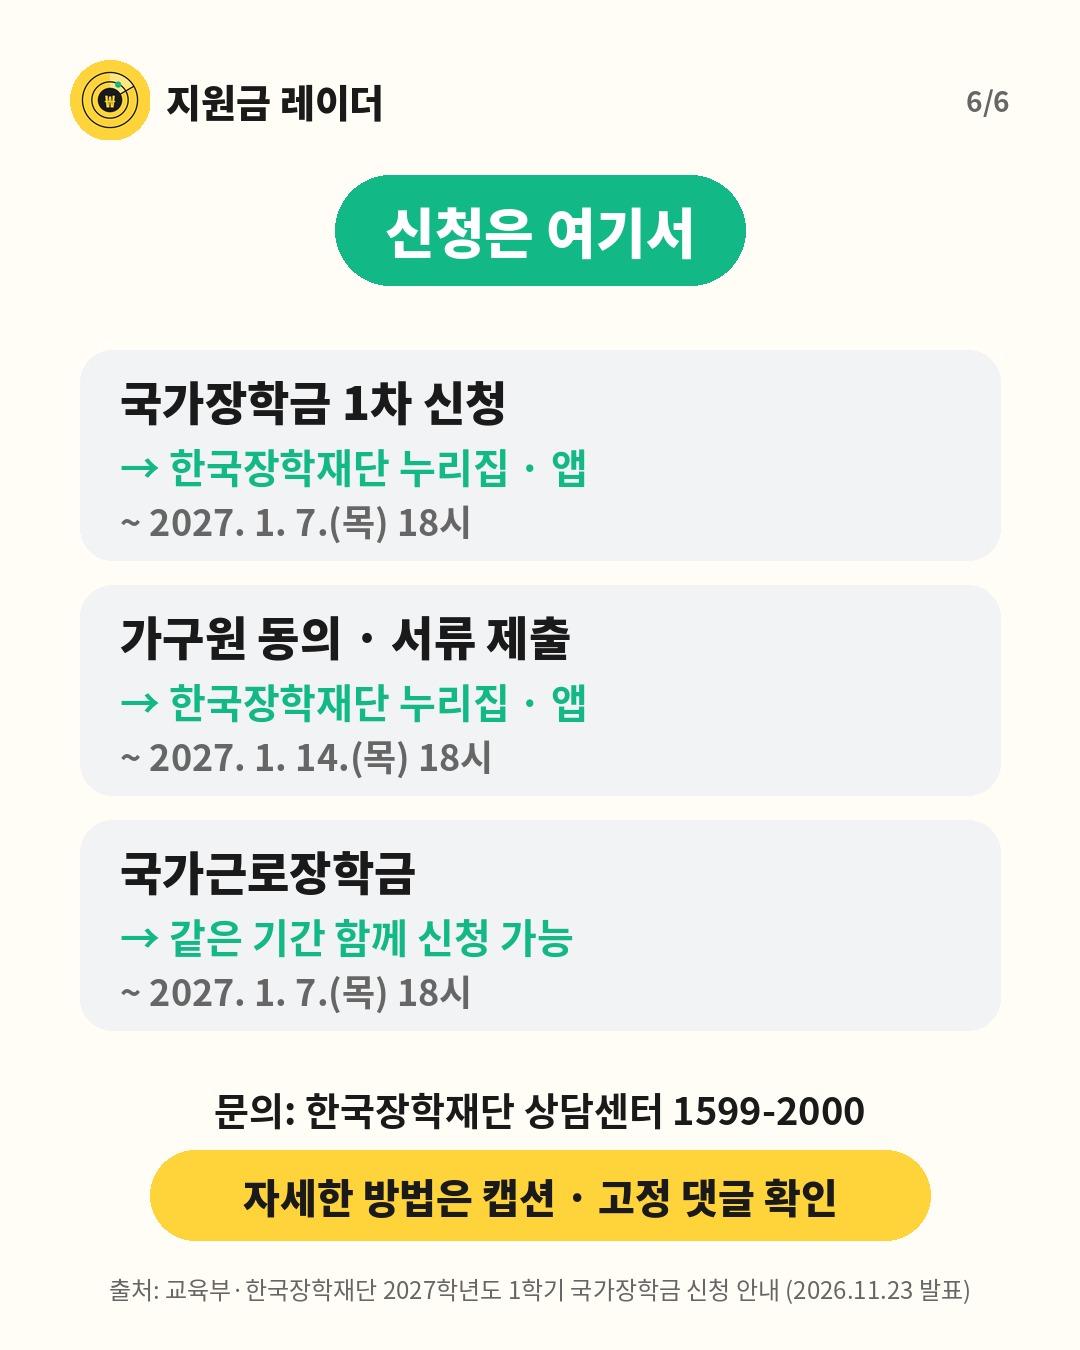 지원금 레이더
6/6
신청은 여기서
국가장학금 1차 신청
→ 한국장학재단 누리집 · 앱
~ 2027. 1. 7.(목) 18시
가구원 동의 · 서류 제출
→ 한국장학재단 누리집 · 앱
~ 2027. 1. 14.(목) 18시
국가근로장학금
→ 같은 기간 함께 신청 가능
~ 2027. 1. 7.(목) 18시
문의: 한국장학재단 상담센터 1599-2000
자세한 방법은 캡션 · 고정 댓글 확인
출처: 교육부·한국장학재단 2027학년도 1학기 국가장학금 신청 안내 (2026.11.23 발표)